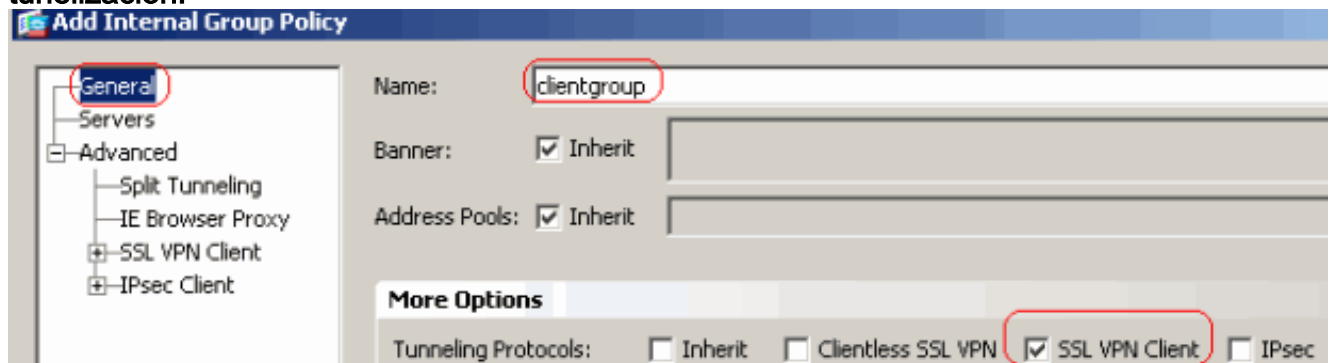 tunelización.
Add Internal Group Policy
General
Servers
Advanced
Split Tunneling
IE Browser Proxy
SSL VPN Client
IPsec Client
Name: clientgroup
Banner: Inherit
Address Pools: Inherit
More Options
Tunneling Protocols: Inherit Clientless SSL VPN SSL VPN Client IPsec